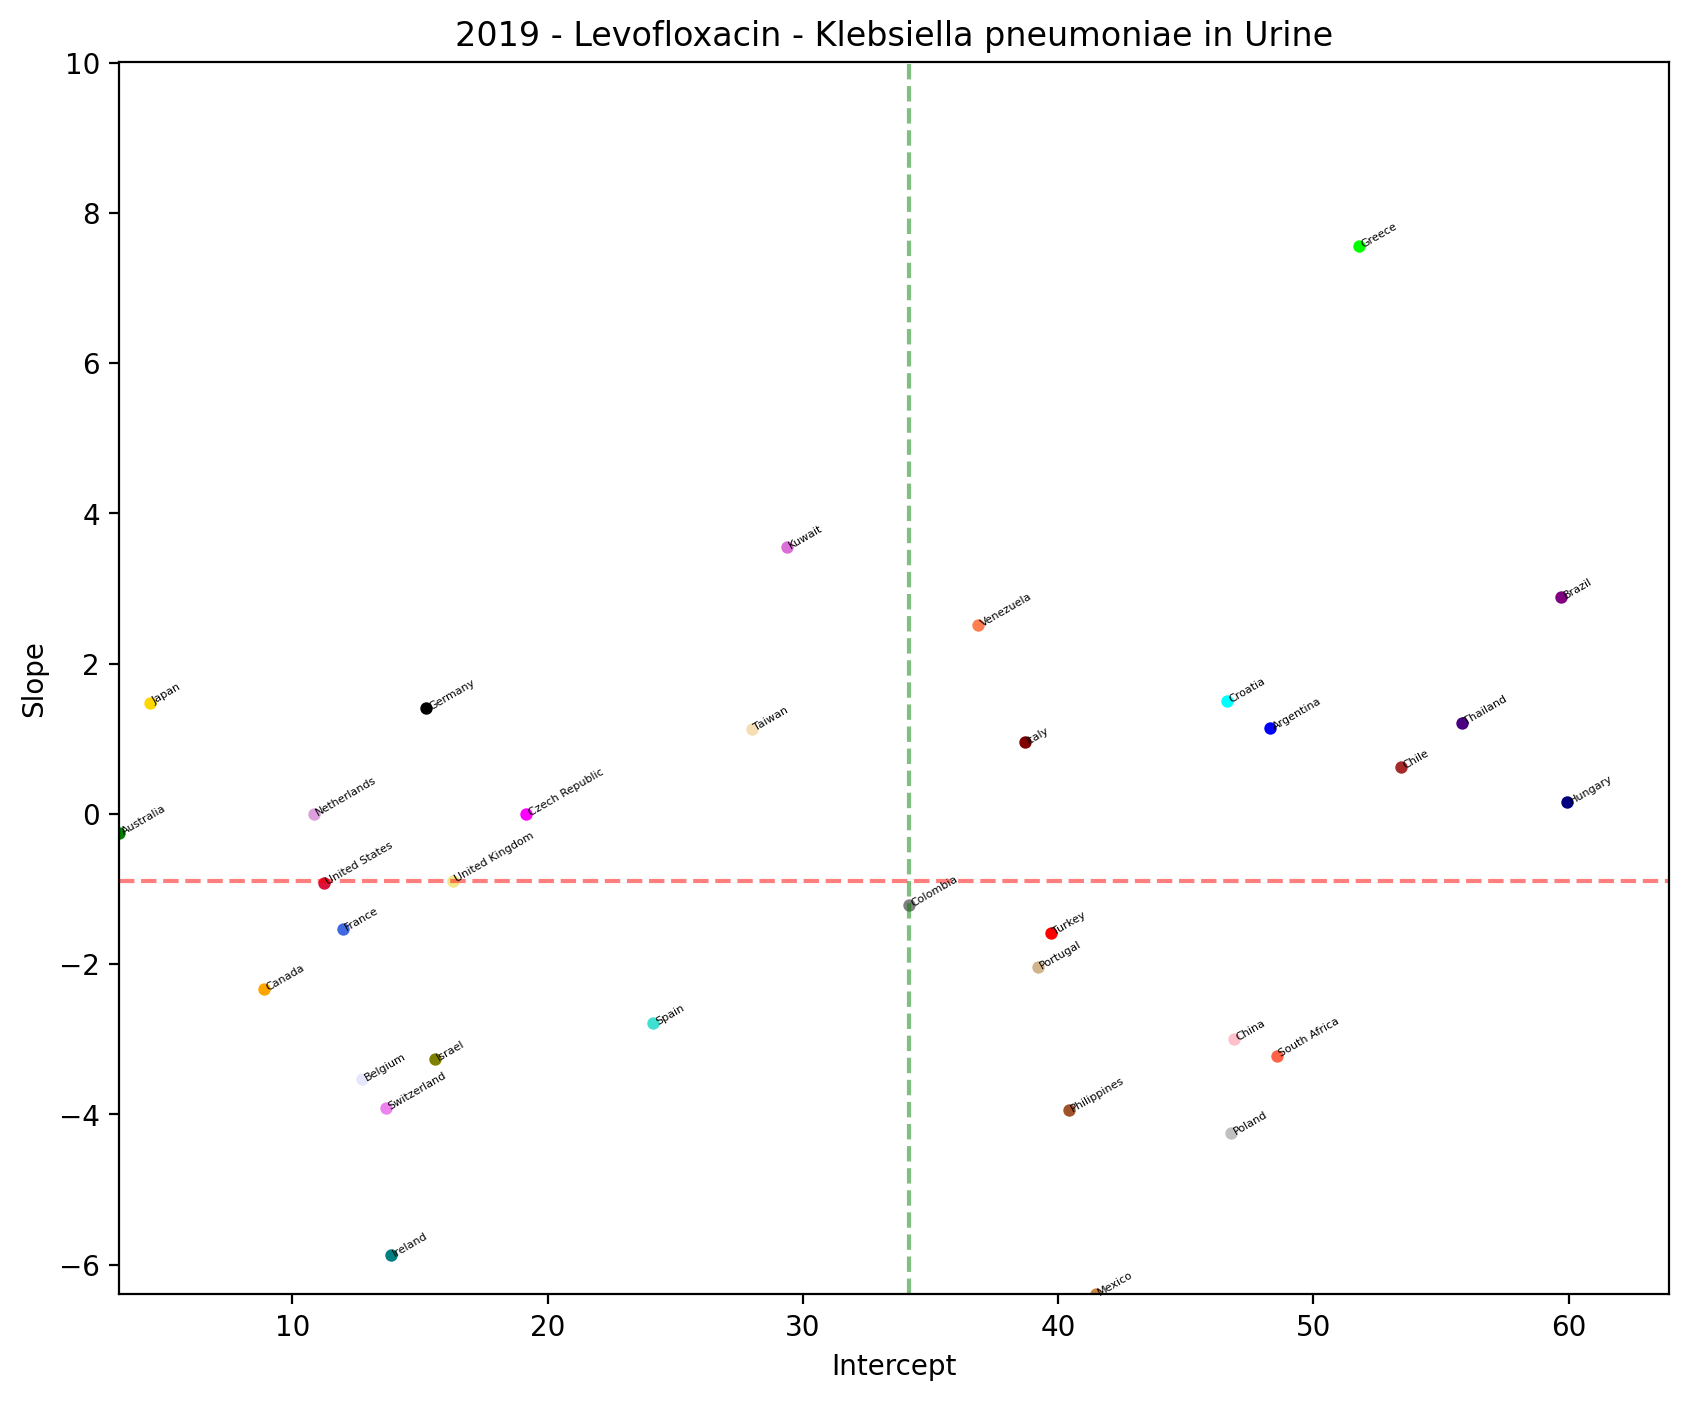 2019 - Levofloxacin - Klebsiella pneumoniae in Urine
10
8
6
4
2
0
−2
−4
−6
Slope
Greece
Kuwait
Brazil
Venezuela
Japan
Germany
Croatia
Taiwan
Argentina
Thailand
Italy
Chile
Hungary
Netherlands
Czech Republic
Australia
United States
United Kingdom
Colombia
France
Turkey
Portugal
Canada
Spain
China
South Africa
Israel
Belgium
Switzerland
Philippines
Poland
Ireland
Mexico
10
20
30
40
50
60
Intercept